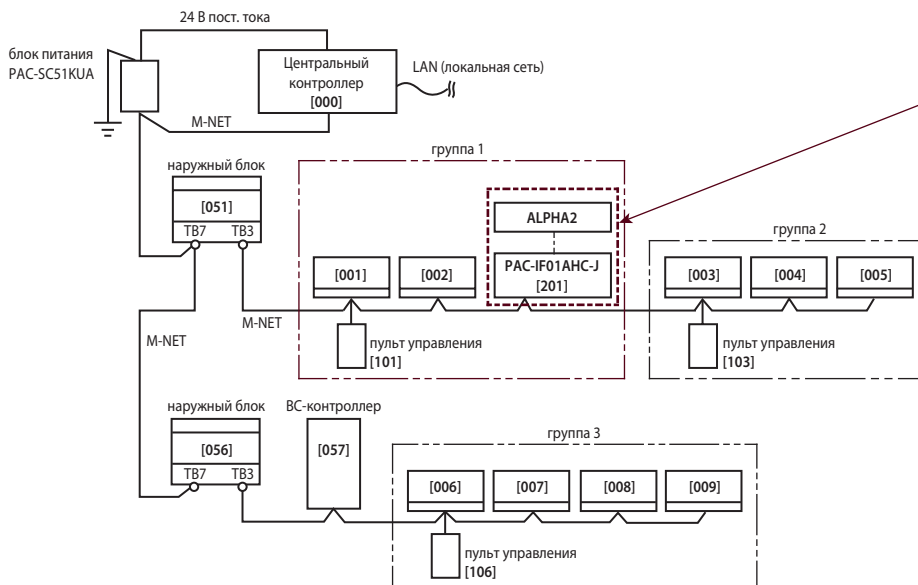 24 В пост. тока
блок питания
PAC-SC51KUA
Центральный
контроллер
[000]
LAN (локальная сеть)
M-NET
группа 1
наружный блок
[051]
TB7
TB3
ALPHA2
PAC-IF01AHC-J
[201]
[001]
[002]
группа 2
[003]
[004]
[005]
M-NET
M-NET
пульт управления
[101]
пульт управления
[103]
наружный блок
[056]
TB7
TB3
BC-контроллер
[057]
группа 3
[006]
[007]
[008]
[009]
пульт управления
[106]